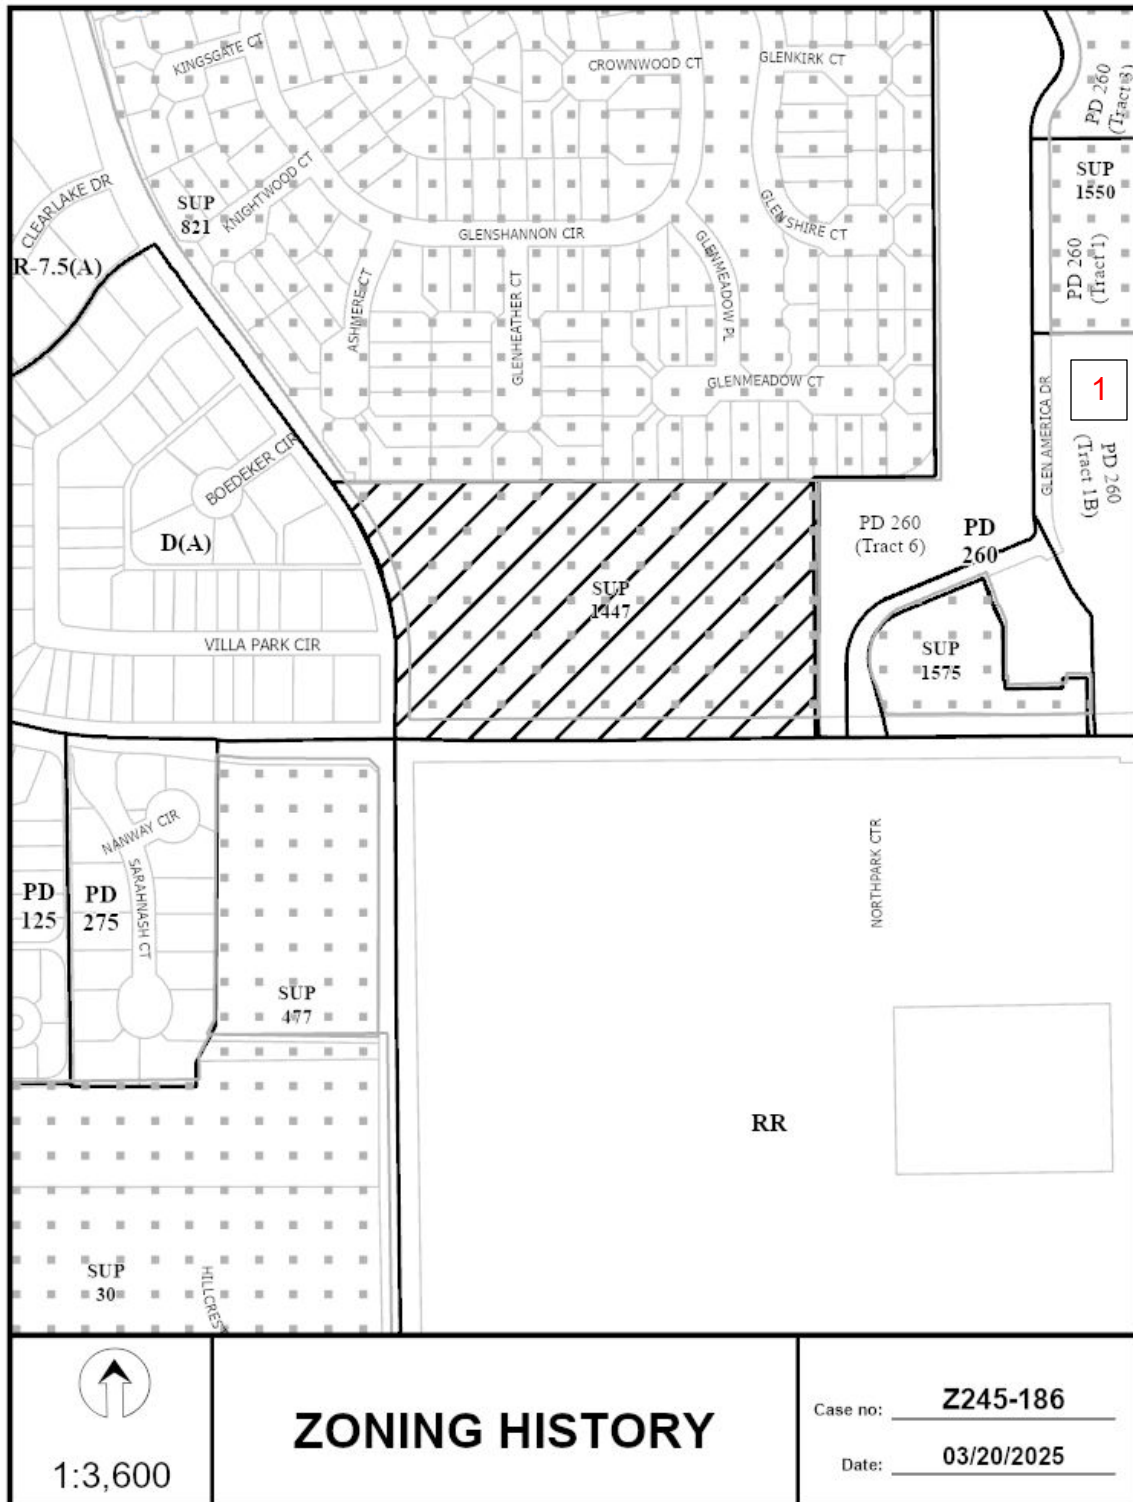 KINGSGATE CT
CROWNWOOD CT
GLENKIRK CT
PD 260
(Tract 3)
CLEARLAKE DR
SUP
821
KNIGHTWOOD CT
SUP
1550
GLENSHANNON CIR
GLENSHIRE CT
R-7.5(A)
ASHMERE CT
GLENHEATHER CT
GLENMEADOW PL
PD 260
(Tract 1)
GLENMEADOW CT
1
GLEN AMERICA DR
PD 260
(Tract 1B)
BOEDEKER CIR
D(A)
PD 260
(Tract 6)
PD
260
SUP
1447
VILLA PARK CIR
SUP
1575
NANWAY CIR
SARAHNASH CT
PD
125
PD
275
NORTHPARK CTR
SUP
477
RR
SUP
30
HILLCREST
1:3,600
ZONING HISTORY
Case no: Z245-186
Date: 03/20/2025